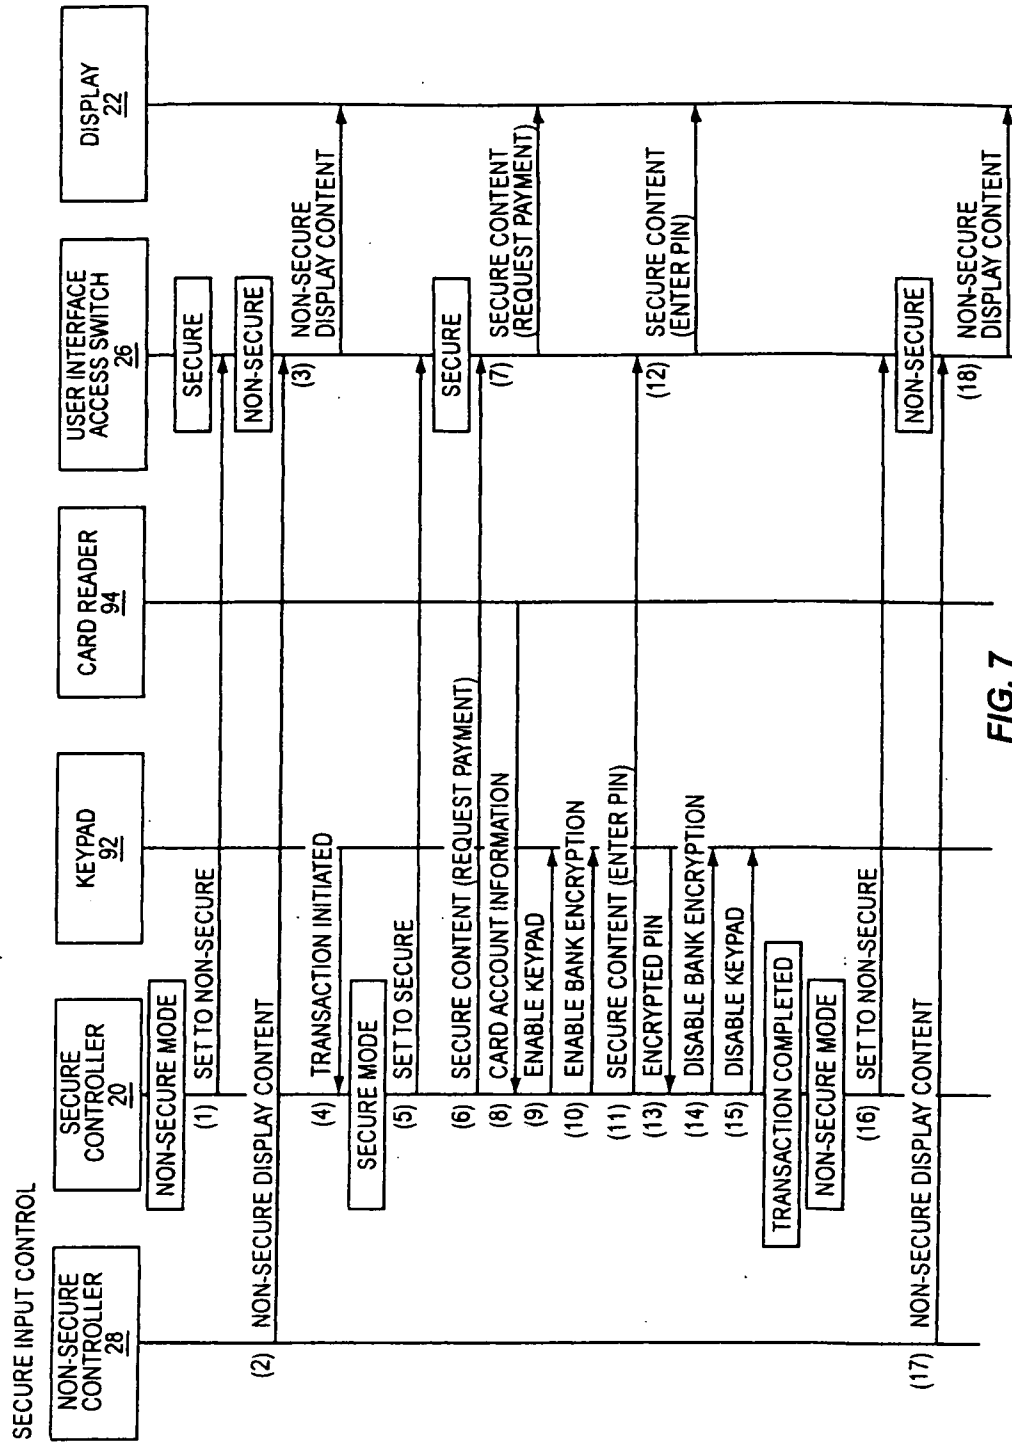 SECURE INPUT CONTROL
NON-SECURE
CONTROLLER
28
SECURE
CONTROLLER
20
KEYPAD
92
CARD READER
94
USER INTERFACE
ACCESS SWITCH
26
DISPLAY
22
NON-SECURE MODE
SECURE
(1) SET TO NON-SECURE
NON-SECURE
(2) NON-SECURE DISPLAY CONTENT
(3) NON-SECURE
DISPLAY CONTENT
(4) TRANSACTION INITIATED
SECURE MODE
(5) SET TO SECURE
SECURE
(6) SECURE CONTENT (REQUEST PAYMENT)
(7) SECURE CONTENT
(REQUEST PAYMENT)
(8) CARD ACCOUNT INFORMATION
(9) ENABLE KEYPAD
(10) ENABLE BANK ENCRYPTION
(11) SECURE CONTENT (ENTER PIN)
(12) SECURE CONTENT
(ENTER PIN)
(13) ENCRYPTED PIN
(14) DISABLE BANK ENCRYPTION
(15) DISABLE KEYPAD
TRANSACTION COMPLETED
NON-SECURE MODE
(16) SET TO NON-SECURE
NON-SECURE
(17) NON-SECURE DISPLAY CONTENT
(18) NON-SECURE
DISPLAY CONTENT
FIG. 7